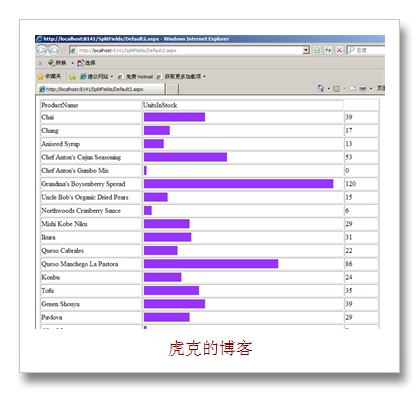 http://localhost:8141/SplitFields/Default2.aspx - Windows Internet Explorer
http://localhost:8141/SplitFields/Default2.aspx
百度
转换 选择
收藏夹 建议网站 免费 Hotmail 获取更多加载项
http://localhost:8141/SplitFields/Default2.aspx
ProductName UnitsInStock
Chai 39
Chang 17
Aniseed Syrup 13
Chef Anton's Cajun Seasoning 53
Chef Anton's Gumbo Mix 0
Grandma's Boysenberry Spread 120
Uncle Bob's Organic Dried Pears 15
Northwoods Cranberry Sauce 6
Mishi Kobe Niku 29
Ikura 31
Queso Cabrales 22
Queso Manchego La Pastora 86
Konbu 24
Tofu 35
Genen Shouyu 39
Pavlova 29
虎克的博客